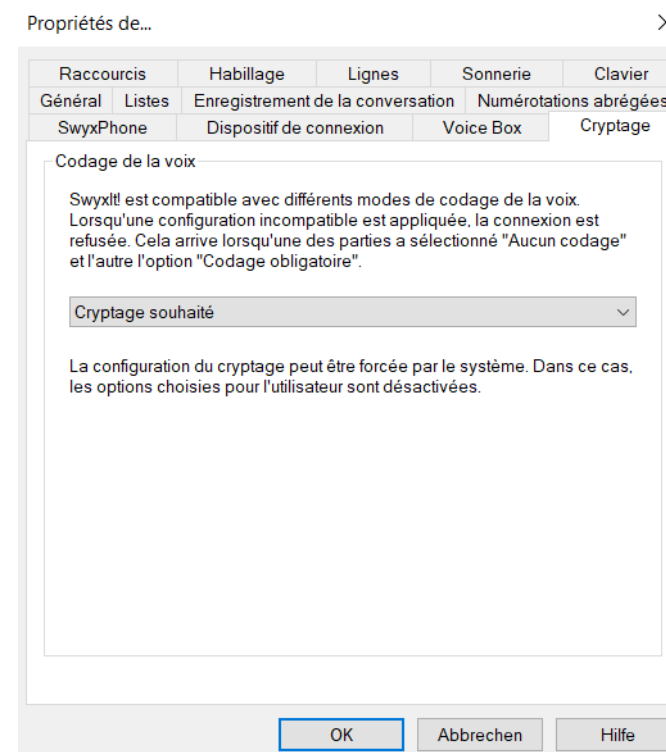 Propriétés de...
Raccourcis Habillage Lignes Sonnerie Clavier
Général Listes Enregistrement de la conversation Numérotations abrégées
SwyxPhone Dispositif de connexion Voice Box Cryptage
Codage de la voix
SwyxIt! est compatible avec différents modes de codage de la voix.
Lorsqu'une configuration incompatible est appliquée, la connexion est
refusée. Cela arrive lorsqu'une des parties a sélectionné "Aucun codage"
et l'autre l'option "Codage obligatoire".
Cryptage souhaité
La configuration du cryptage peut être forcée par le système. Dans ce cas,
les options choisies pour l'utilisateur sont désactivées.
OK Abbrechen Hilfe